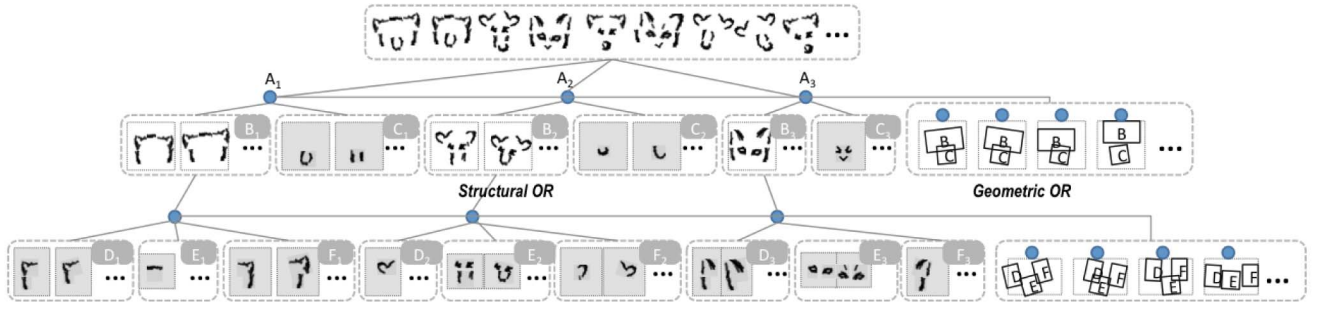 A1 A2 A3
B1 C1 B2 C2 B3 C3
B B B B
C C C C
Structural OR Geometric OR
D1 E1 F1 D2 E2 F2 D3 E3 F3
D F D F D F D E F
E E E